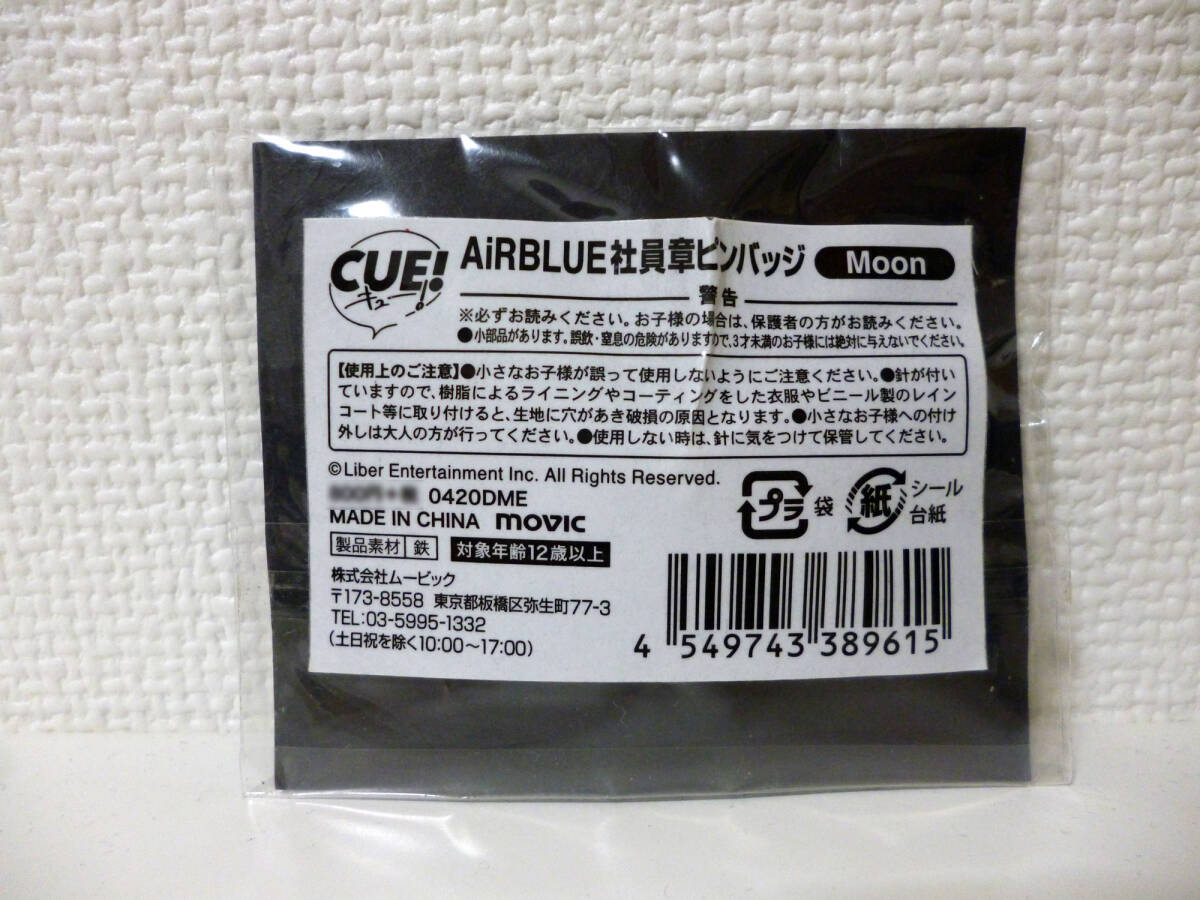 CUE!
キュー!
AiRBLUE社員章ピンバッジ Moon
警告
※必ずお読みください。お子様の場合は、保護者の方がお読みください。
●小部品があります。誤飲・窒息の危険がありますので、3才未満のお子様には絶対に与えないでください。
【使用上のご注意】●小さなお子様が誤って使用しないようにご注意ください。●針が付い
ていますので、樹脂によるライニングやコーティングをした衣服やビニール製のレイン
コート等に取り付けると、生地に穴があき破損の原因となります。●小さなお子様への付け
外しは大人の方が行ってください。●使用しない時は、針に気をつけて保管してください。
©Liber Entertainment Inc. All Rights Reserved.
0420DME
MADE IN CHINA movic
プラ 袋 紙 シール
台紙
製品素材 鉄 対象年齢12歳以上
株式会社ムービック
〒173-8558 東京都板橋区弥生町77-3
TEL:03-5995-1332
(土日祝を除く10:00～17:00)
4 549743 389615